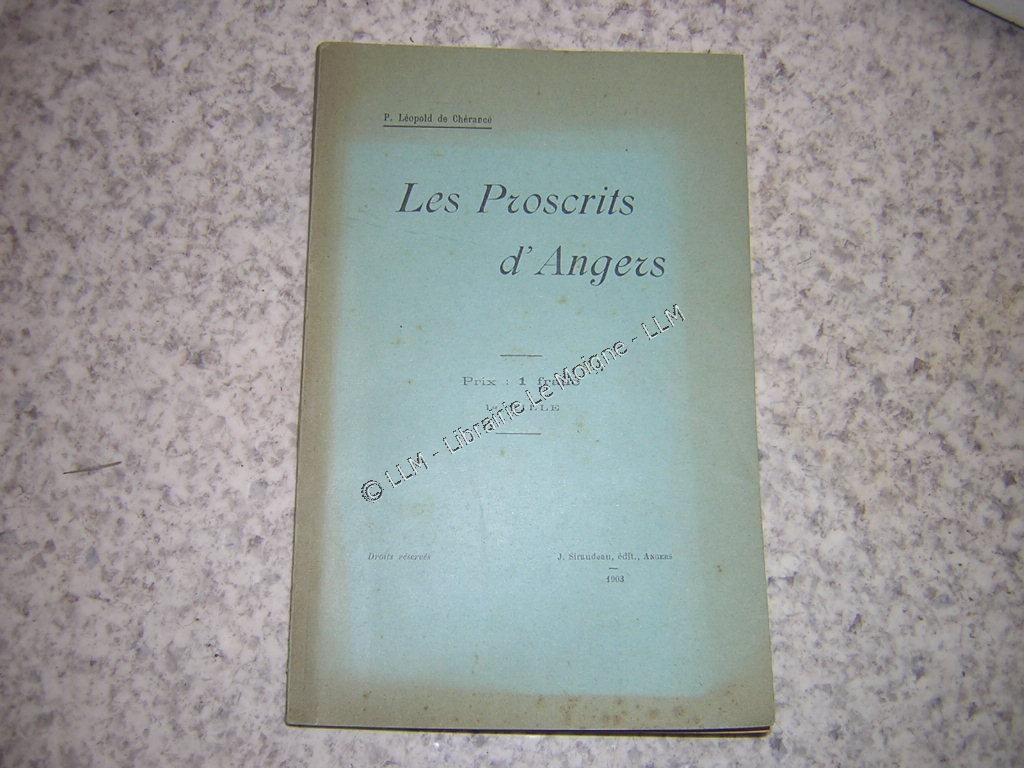 P. Léopold de Chérancé
Les Proscrits
d'Angers
Prix : 1 franc
© LLM - Librairie Le Moigne - LLM
Droits réservés
J. Siraudeau, édit., ANGERS
1903